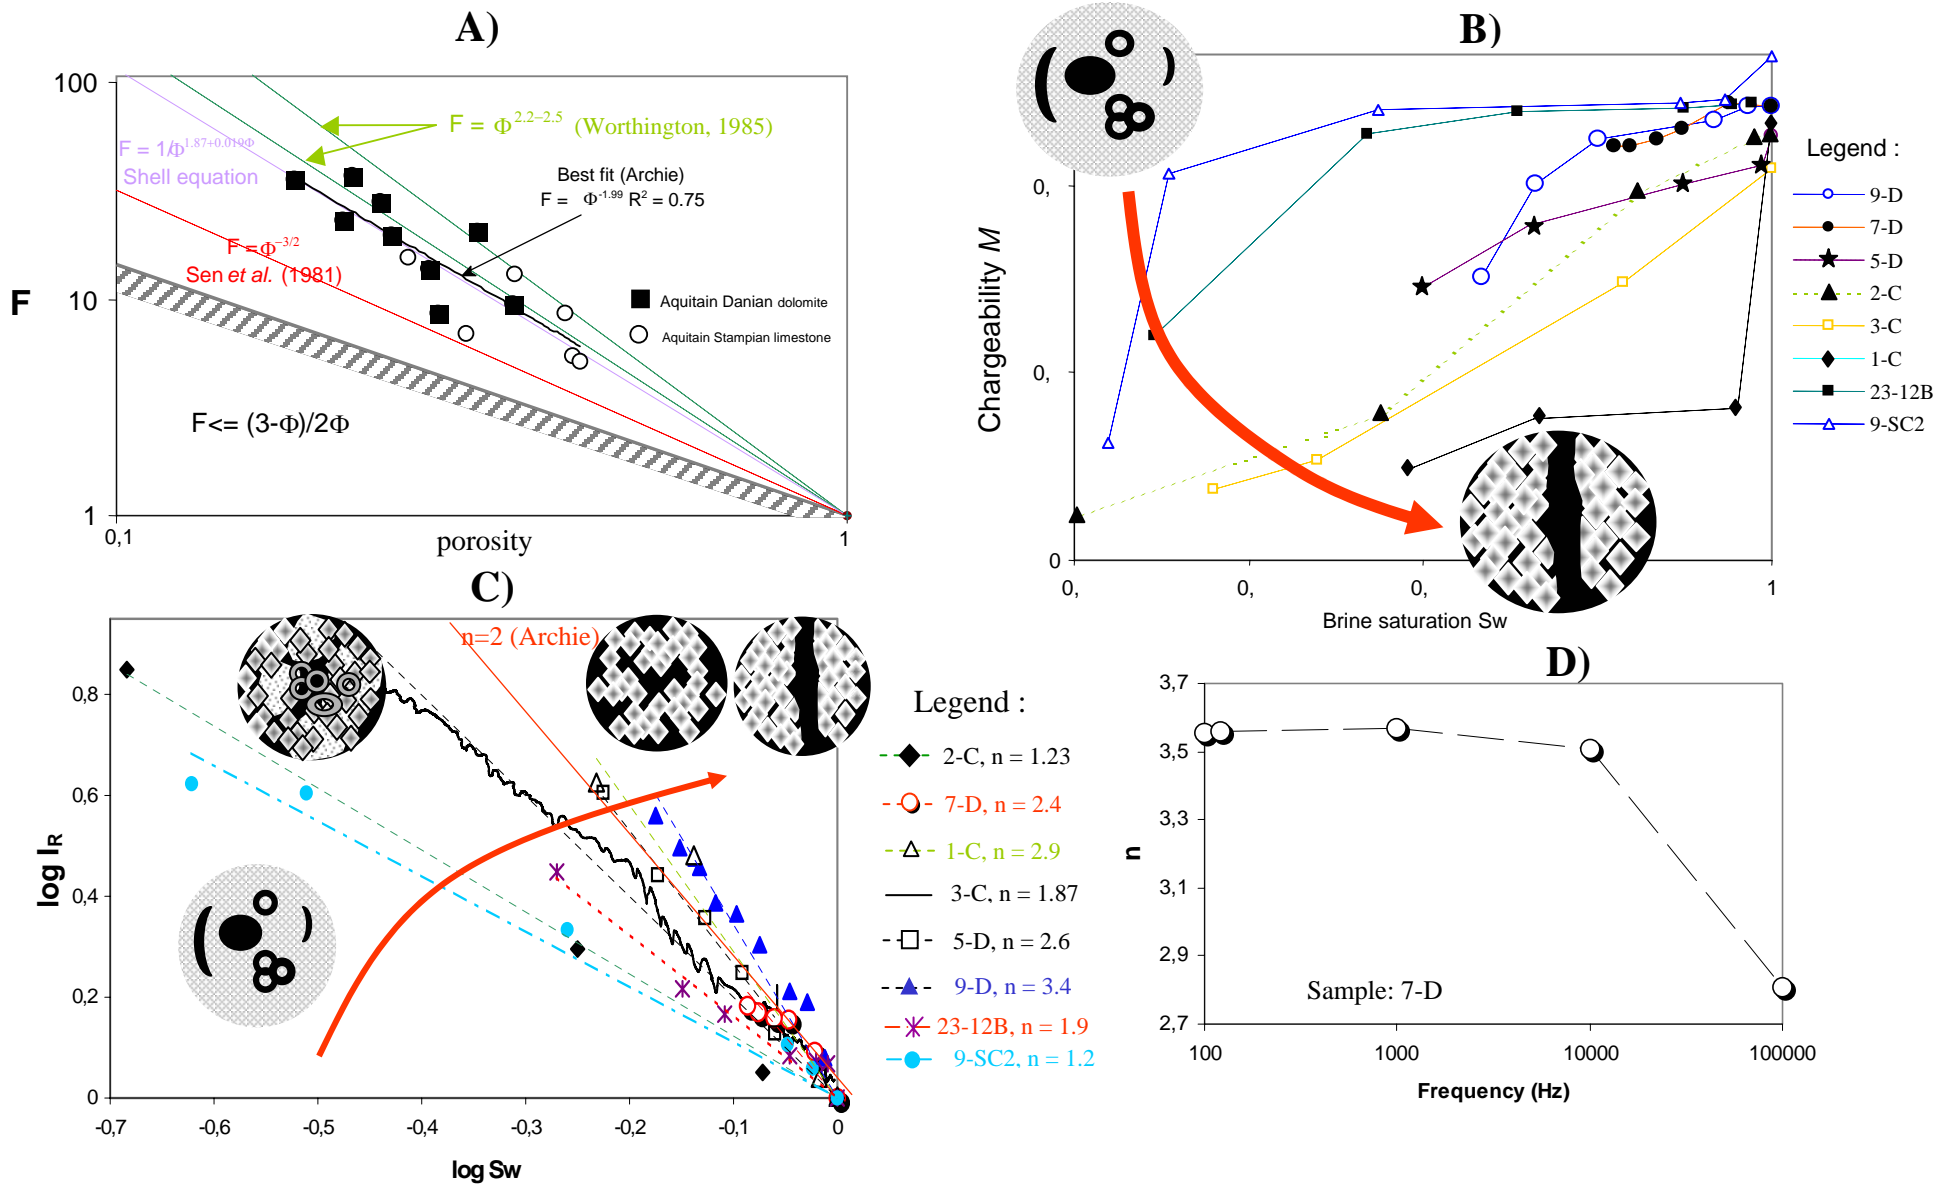 A)
100
10
1
F
0,1
1
porosity
F = Φ^2.2–2.5 (Worthington, 1985)
F = 1/Φ^1.87+0.019Φ
Shell equation
Best fit (Archie)
F = Φ^-1.99 R² = 0.75
F = Φ^−3/2
Sen et al. (1981)
Aquitain Danian dolomite
Aquitain Stampian limestone
F<= (3-Φ)/2Φ
B)
Chargeability M
0,
0,
0
0,
0,
0,
1
Brine saturation Sw
Legend :
9-D
7-D
5-D
2-C
3-C
1-C
23-12B
9-SC2
C)
n=2 (Archie)
log I_R
0,8
0,6
0,4
0,2
0
-0,7
-0,6
-0,5
-0,4
-0,3
-0,2
-0,1
0
log Sw
Legend :
2-C, n = 1.23
7-D, n = 2.4
1-C, n = 2.9
3-C, n = 1.87
5-D, n = 2.6
9-D, n = 3.4
23-12B, n = 1.9
9-SC2, n = 1.2
D)
3,7
3,5
3,3
3,1
2,9
2,7
n
Sample: 7-D
100
1000
10000
100000
Frequency (Hz)